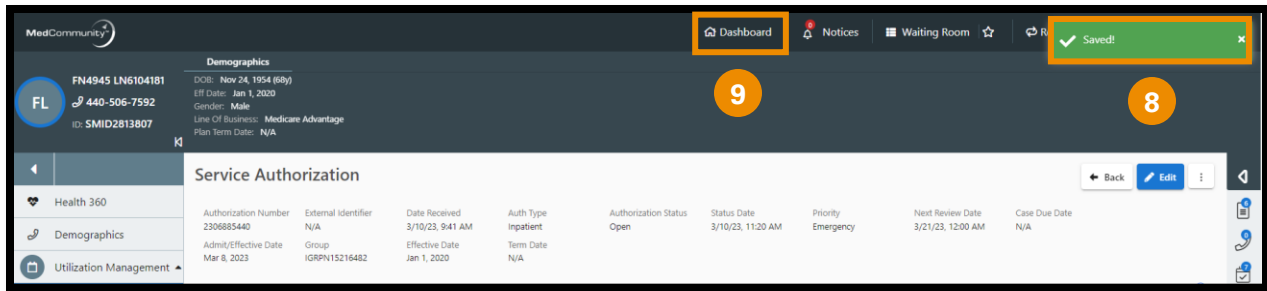 MedCommunity
Dashboard
0
Notices
Waiting Room
R
Saved!
×
9
8
FL
FN4945 LN6104181
440-506-7592
ID: SMID2813807
Demographics
DOB: Nov 24, 1954 (68y)
Eff Date: Jan 1, 2020
Gender: Male
Line Of Business: Medicare Advantage
Plan Term Date: N/A
Health 360
Demographics
Utilization Management
Service Authorization
Back
Edit
Authorization Number External Identifier Date Received Auth Type Authorization Status Status Date Priority Next Review Date Case Due Date
2306885440 N/A 3/10/23, 9:41 AM Inpatient Open 3/10/23, 11:20 AM Emergency 3/21/23, 12:00 AM N/A
Admit/Effective Date Group Effective Date Term Date
Mar 8, 2023 IGRPN15216482 Jan 1, 2020 N/A